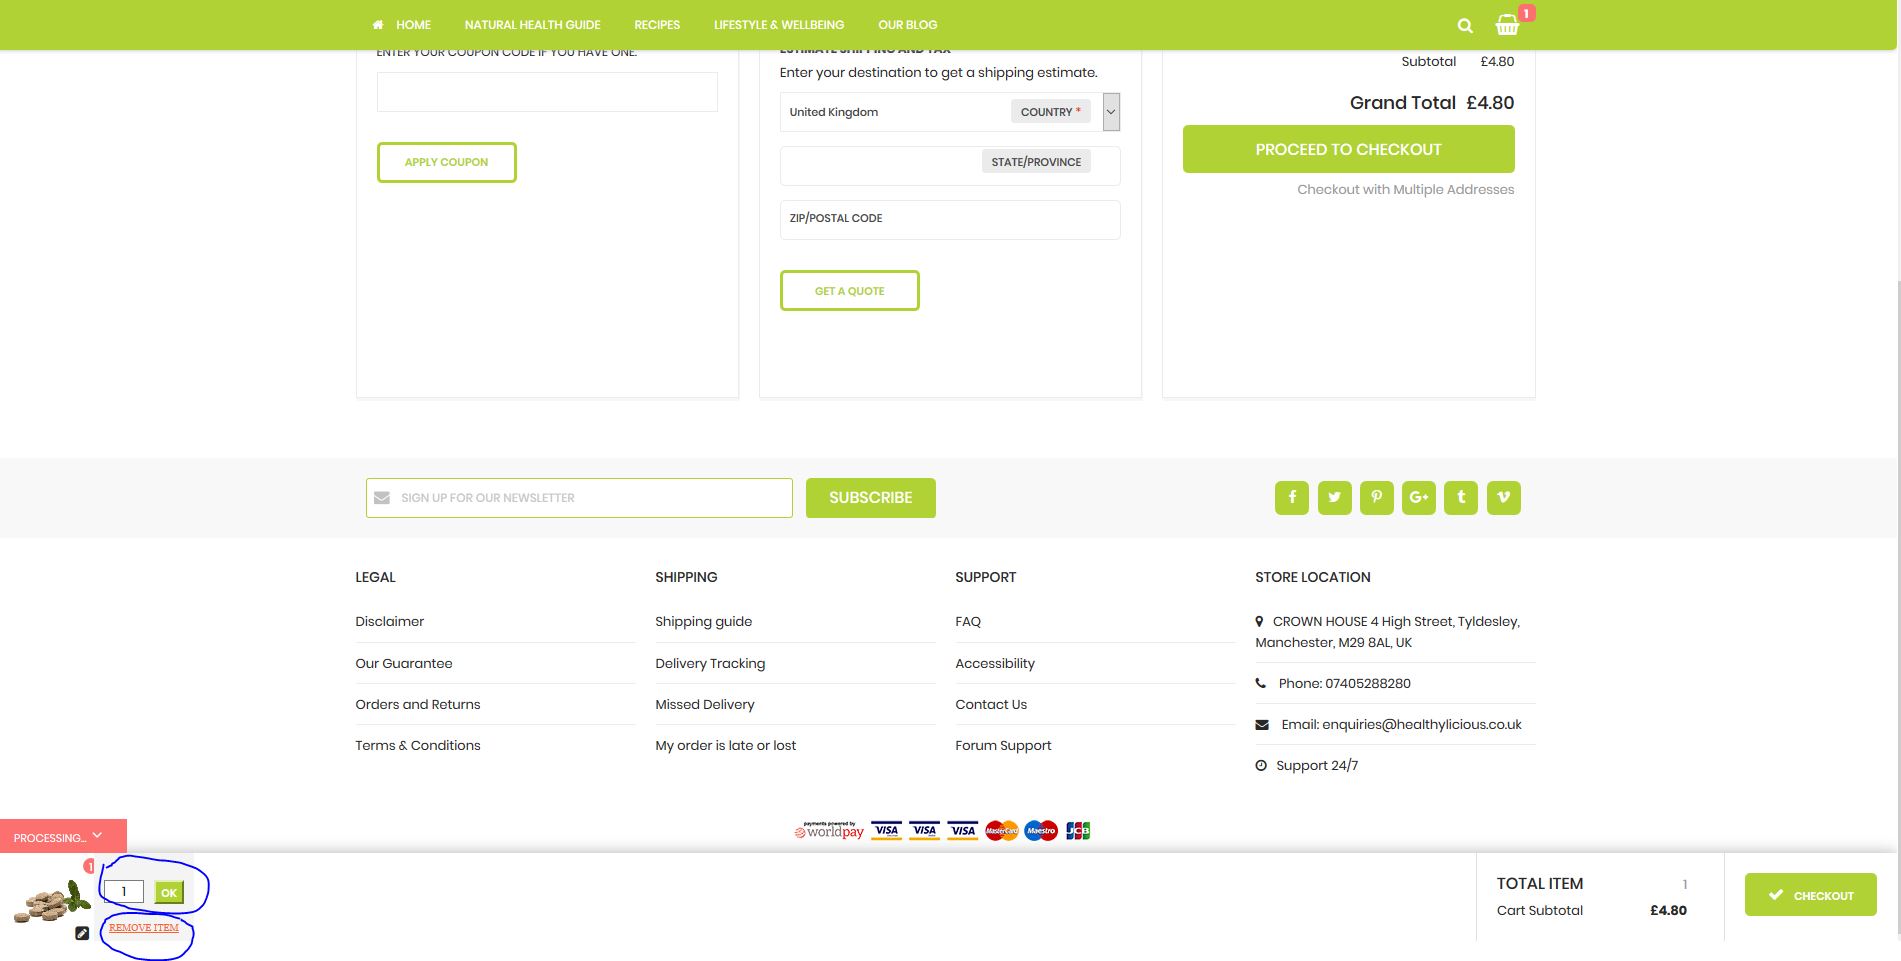 HOME NATURAL HEALTH GUIDE RECIPES LIFESTYLE & WELLBEING OUR BLOG 1
ENTER YOUR COUPON CODE IF YOU HAVE ONE.
APPLY COUPON
ESTIMATE SHIPPING AND TAX
Enter your destination to get a shipping estimate.
United Kingdom COUNTRY *
STATE/PROVINCE
ZIP/POSTAL CODE
GET A QUOTE
Subtotal £4.80
Grand Total £4.80
PROCEED TO CHECKOUT
Checkout with Multiple Addresses
SIGN UP FOR OUR NEWSLETTER SUBSCRIBE
LEGAL
Disclaimer
Our Guarantee
Orders and Returns
Terms & Conditions
SHIPPING
Shipping guide
Delivery Tracking
Missed Delivery
My order is late or lost
SUPPORT
FAQ
Accessibility
Contact Us
Forum Support
STORE LOCATION
CROWN HOUSE 4 High Street, Tyldesley,
Manchester, M29 8AL, UK
Phone: 07405288280
Email: enquiries@healthylicious.co.uk
Support 24/7
payments powered by
worldpay VISA VISA VISA MasterCard Maestro JCB
PROCESSING...
1
1 OK
REMOVE ITEM
TOTAL ITEM 1
Cart Subtotal £4.80
CHECKOUT